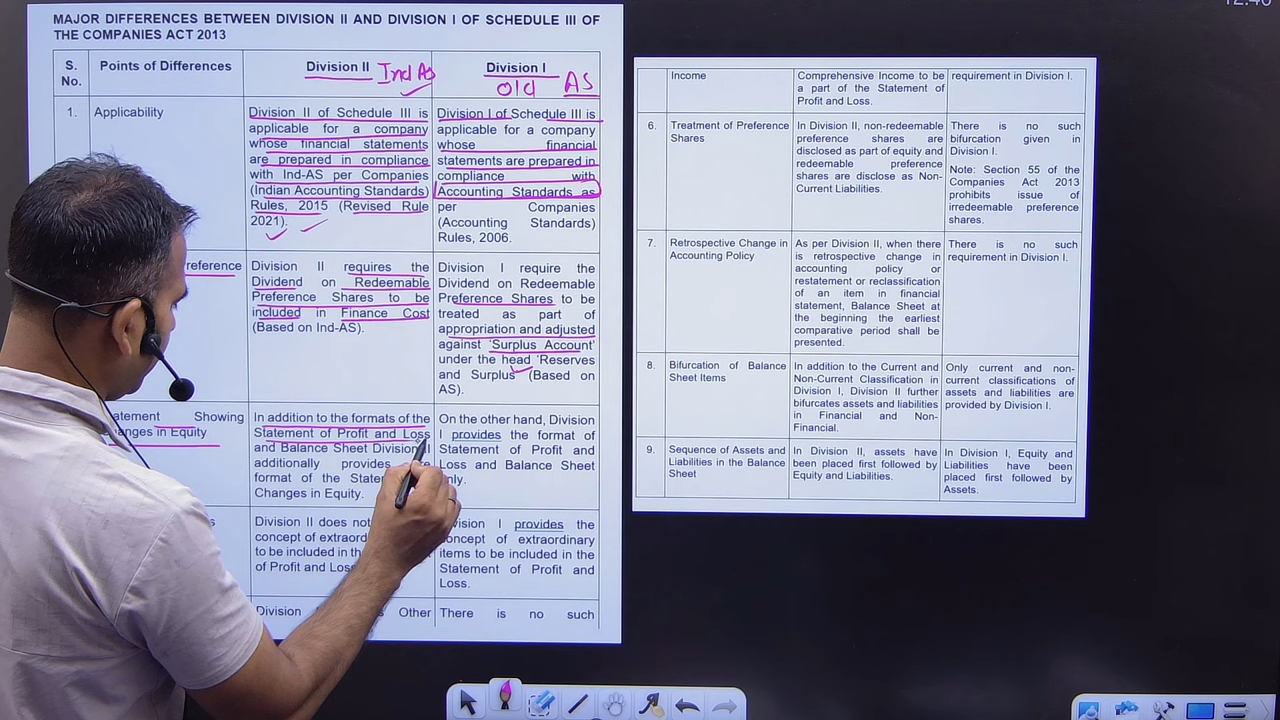 12:40
MAJOR DIFFERENCES BETWEEN DIVISION II AND DIVISION I OF SCHEDULE III OF
THE COMPANIES ACT 2013
S.
No.
Points of Differences
Division II Ind AS
Division I
old AS
1.
Applicability
Division II of Schedule III is
applicable for a company
whose financial statements
are prepared in compliance
with Ind-AS per Companies
(Indian Accounting Standards)
Rules, 2015 (Revised Rule
2021).
Division I of Schedule III is
applicable for a company
whose financial
statements are prepared in
compliance with
Accounting Standards as
per Companies
(Accounting Standards)
Rules, 2006.
Division II requires the
Dividend on Redeemable
Preference Shares to be
included in Finance Cost
(Based on Ind-AS).
Division I require the
Dividend on Redeemable
Preference Shares to be
treated as part of
appropriation and adjusted
against 'Surplus Account'
under the head 'Reserves
and Surplus' (Based on
AS).
Showing
in Equity
In addition to the formats of the
Statement of Profit and Loss
and Balance Sheet Division II
additionally provides
format of the
Changes in Equity.
On the other hand, Division
I provides the format of
Statement of Profit and
Loss and Balance Sheet
Division II does not
concept of
to be included in
of Profit and
provides the
concept of extraordinary
items to be included in the
Statement of Profit and
Loss.
Division Other
There is no such
Income
Comprehensive Income to be
a part of the Statement of
Profit and Loss.
requirement in Division I.
6.
Treatment of Preference
Shares
In Division II, non-redeemable
preference shares are
disclosed as part of equity and
redeemable preference
shares are disclose as Non-
Current Liabilities.
There is no such
bifurcation given in
Division I.
Note: Section 55 of the
Companies Act 2013
prohibits issue of
irredeemable preference
shares.
7.
Retrospective Change in
Accounting Policy
As per Division II, when there
is retrospective change in
accounting policy or
restatement or reclassification
of an item in financial
statement, Balance Sheet at
the beginning the earliest
comparative period shall be
presented.
There is no such
requirement in Division I.
8.
Bifurcation of Balance
Sheet Items
In addition to the Current and
Non-Current Classification in
Division I, Division II further
bifurcates assets and liabilities
in Financial and Non-
Financial.
Only current and non-
current classifications of
assets and liabilities are
provided by Division I.
9.
Sequence of Assets and
Liabilities in the Balance
Sheet
In Division II, assets have
been placed first followed by
Equity and Liabilities.
In Division I, Equity and
Liabilities have been
placed first followed by
Assets.